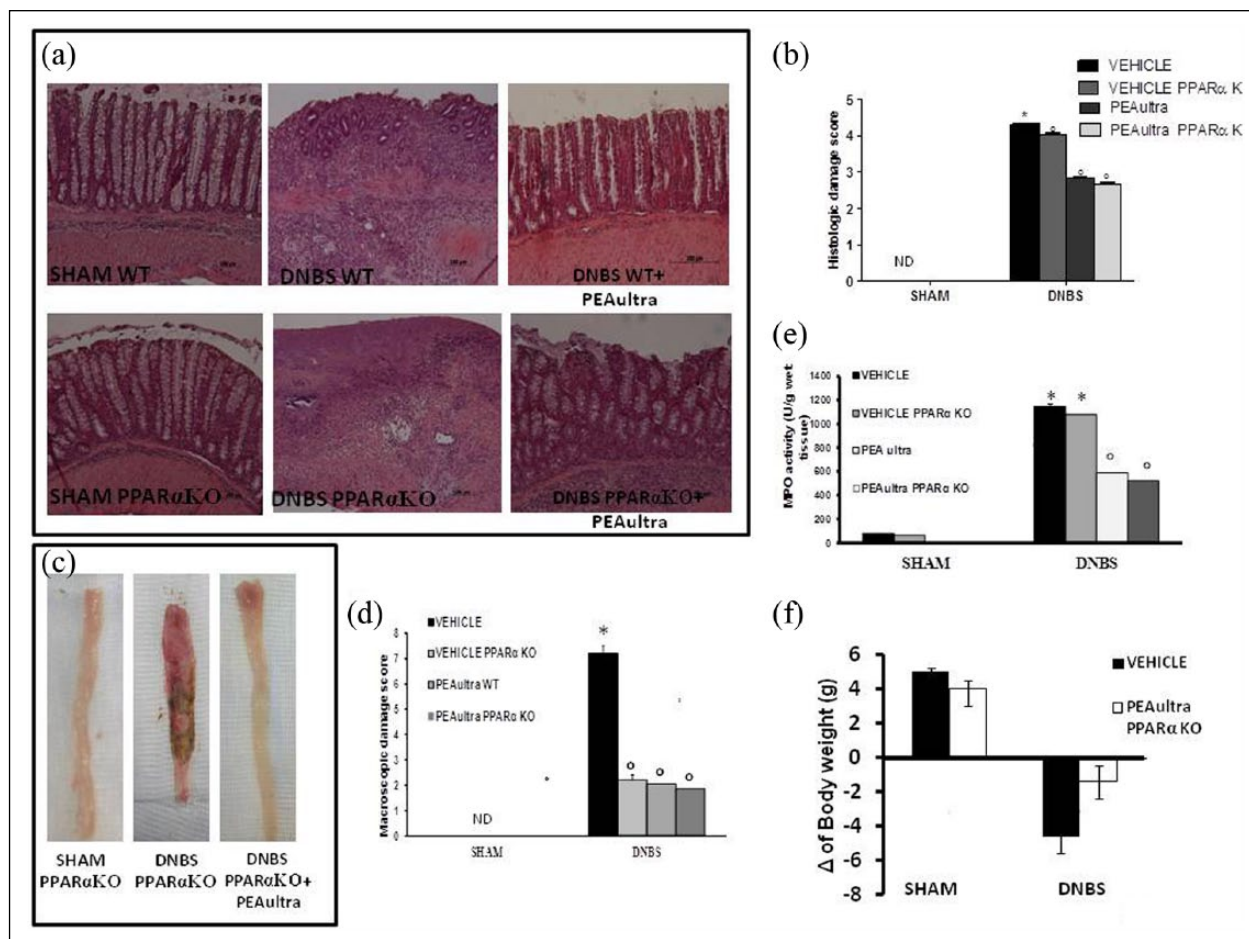 (a)
SHAM WT
DNBS WT
DNBS WT+
PEAultra
SHAM PPARαKO
DNBS PPARαKO
DNBS PPARαKO+
PEAultra
(b)
VEHICLE
VEHICLE PPARα K
PEAultra
PEAultra PPARα K
Histologic damage score
5
4
3
2
1
0
*
°
°
°
ND
SHAM
DNBS
(c)
SHAM
PPARαKO
DNBS
PPARαKO
DNBS
PPARαKO+
PEAultra
(d)
VEHICLE
VEHICLE PPARα KO
PEAultra WT
PEAultra PPARα KO
Macroscopic damage score
8
7
6
5
4
3
2
1
0
*
o
o
o
ND
SHAM
DNBS
(e)
VEHICLE
VEHICLE PPARα KO
PEA ultra
PEAultra PPARα KO
MPO activity (U/g wet
tissue)
1400
1200
1000
800
600
400
200
0
*
*
°
°
SHAM
DNBS
(f)
VEHICLE
PEAultra
PPARα KO
Δ of Body weight (g)
6
4
2
0
-2
-4
-6
-8
SHAM
DNBS